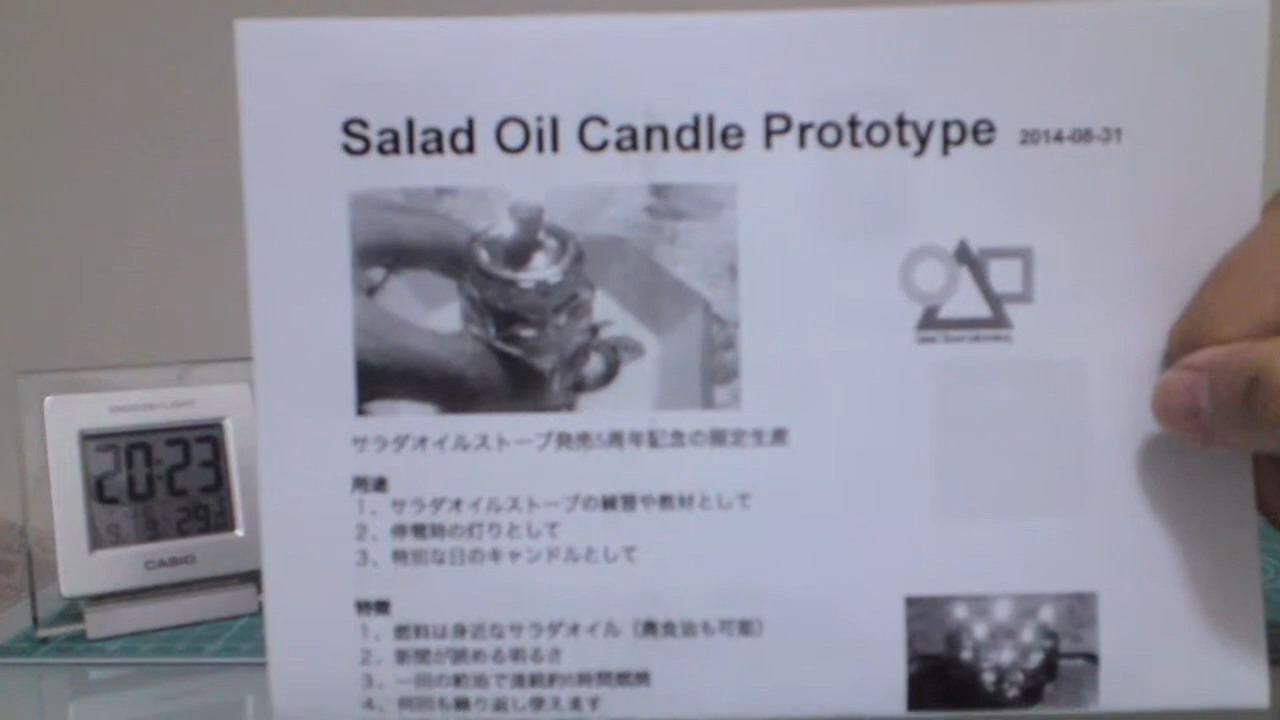 Salad Oil Candle Prototype 2014-08-31
サラダオイルストーブ発売5周年記念の限定生産
用途
1、サラダオイルストーブの練習や教材として
2、停電時の灯りとして
3、特別な日のキャンドルとして
特徴
1、燃料は身近なサラダオイル（廃食油も可能）
2、新聞が読める明るさ
3、一回の給油で連続約6時間燃焼
4、何回も繰り返し使えます
20:23
9 3 29
CASIO